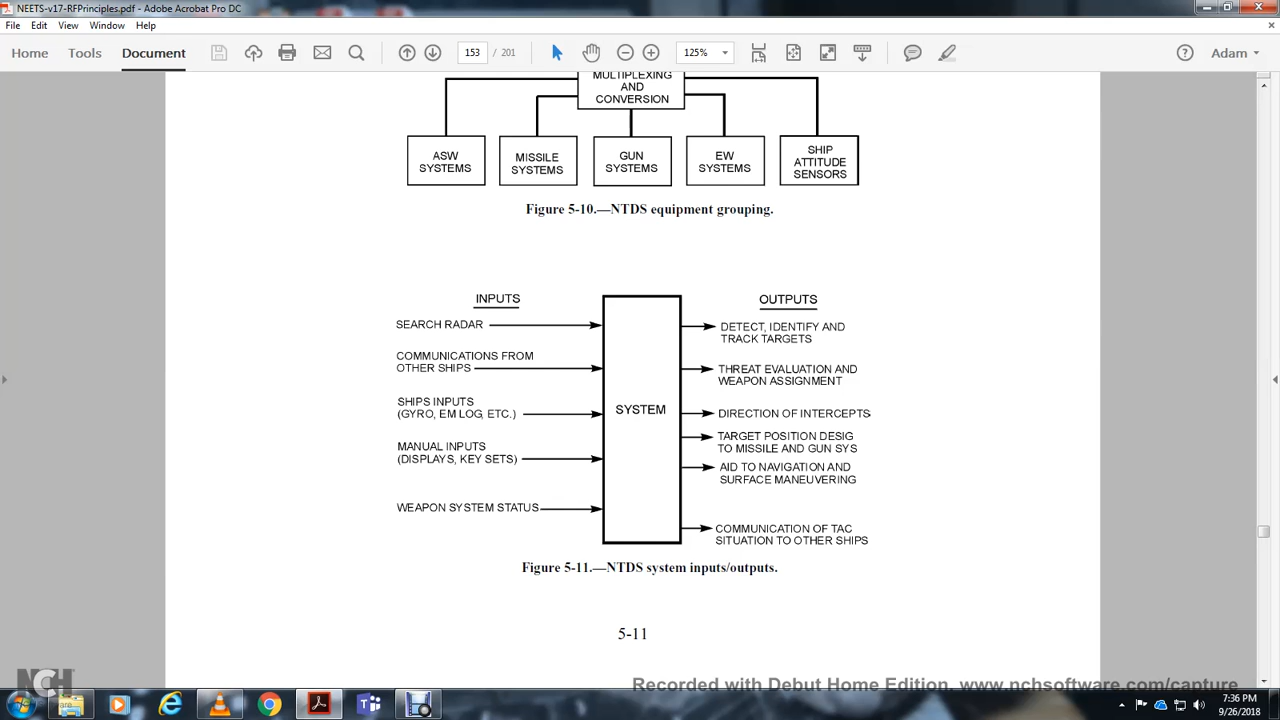 NEETS-v17-RFPrinciples.pdf - Adobe Acrobat Pro DC
File Edit View Window Help
Home Tools Document 153 / 201 125% Adam
MULTIPLEXING
AND
CONVERSION
ASW
SYSTEMS
MISSILE
SYSTEMS
GUN
SYSTEMS
EW
SYSTEMS
SHIP
ATTITUDE
SENSORS
Figure 5-10.—NTDS equipment grouping.
INPUTS
SEARCH RADAR
COMMUNICATIONS FROM
OTHER SHIPS
SHIPS INPUTS
(GYRO, EM LOG, ETC.)
MANUAL INPUTS
(DISPLAYS, KEY SETS)
WEAPON SYSTEM STATUS
SYSTEM
OUTPUTS
DETECT, IDENTIFY AND
TRACK TARGETS
THREAT EVALUATION AND
WEAPON ASSIGNMENT
DIRECTION OF INTERCEPTS
TARGET POSITION DESIG
TO MISSILE AND GUN SYS
AID TO NAVIGATION AND
SURFACE MANEUVERING
COMMUNICATION OF TAC
SITUATION TO OTHER SHIPS
Figure 5-11.—NTDS system inputs/outputs.
5-11
NCH
Recorded with Debut Home Edition. www.nchsoftware.com/capture
7:36 PM
9/26/2018